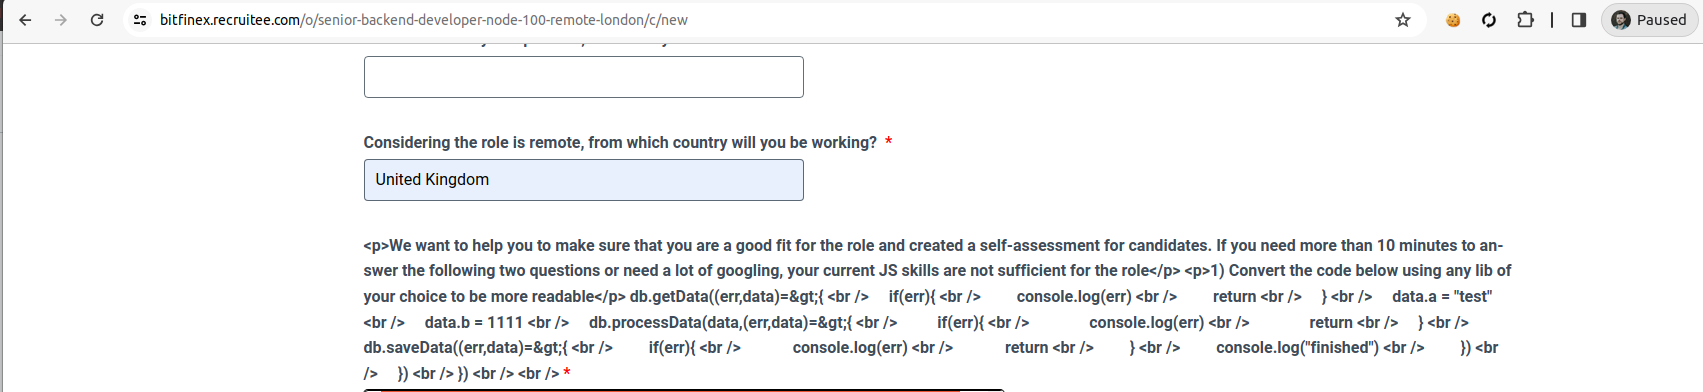 bitfinex.recruitee.com/o/senior-backend-developer-node-100-remote-london/c/new
Paused
Considering the role is remote, from which country will you be working? *
United Kingdom
<p>We want to help you to make sure that you are a good fit for the role and created a self-assessment for candidates. If you need more than 10 minutes to an-
swer the following two questions or need a lot of googling, your current JS skills are not sufficient for the role</p> <p>1) Convert the code below using any lib of
your choice to be more readable</p> db.getData((err,data)=&gt;{ <br />     if(err){ <br />         console.log(err) <br />         return <br />     } <br />     data.a = "test"
<br />     data.b = 1111 <br />     db.processData(data,(err,data)=&gt;{ <br />         if(err){ <br />             console.log(err) <br />             return <br />     } <br />
db.saveData((err,data)=&gt;{ <br />         if(err){ <br />             console.log(err) <br />             return <br />         } <br />         console.log("finished") <br />         }) <br
/>     }) <br /> }) <br /> <br /> *